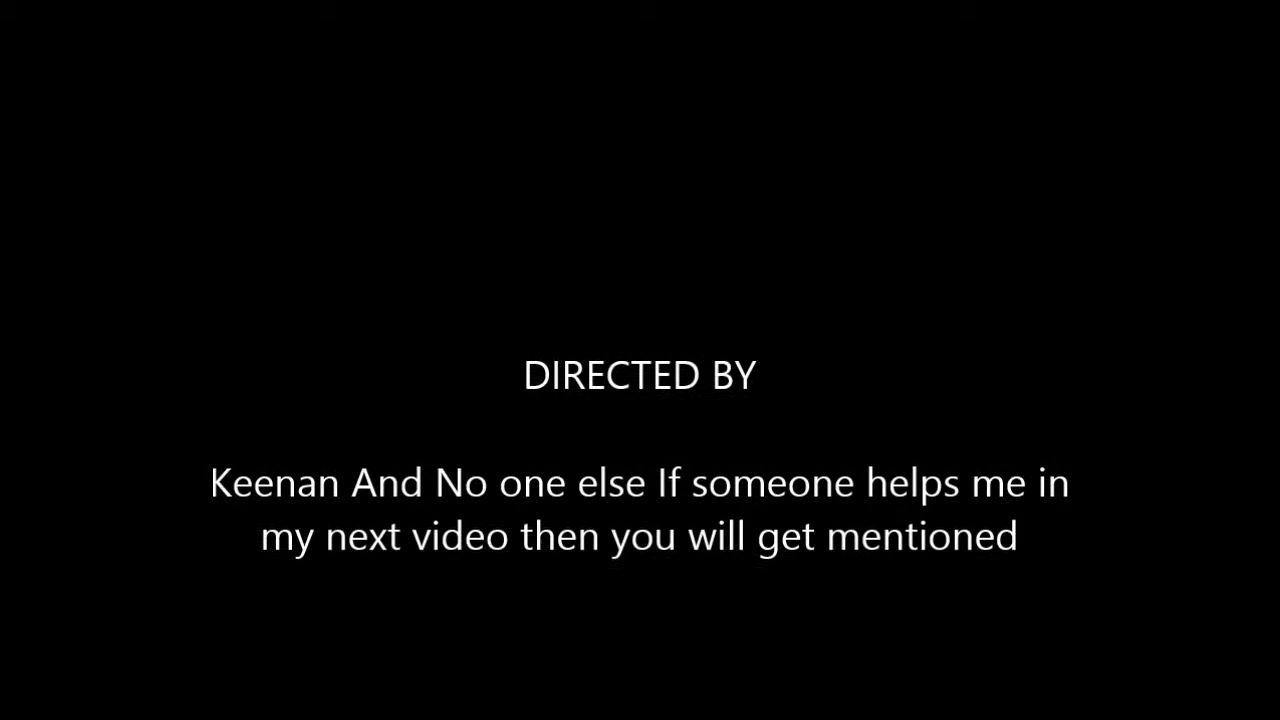 DIRECTED BY
Keenan And No one else If someone helps me in
my next video then you will get mentioned